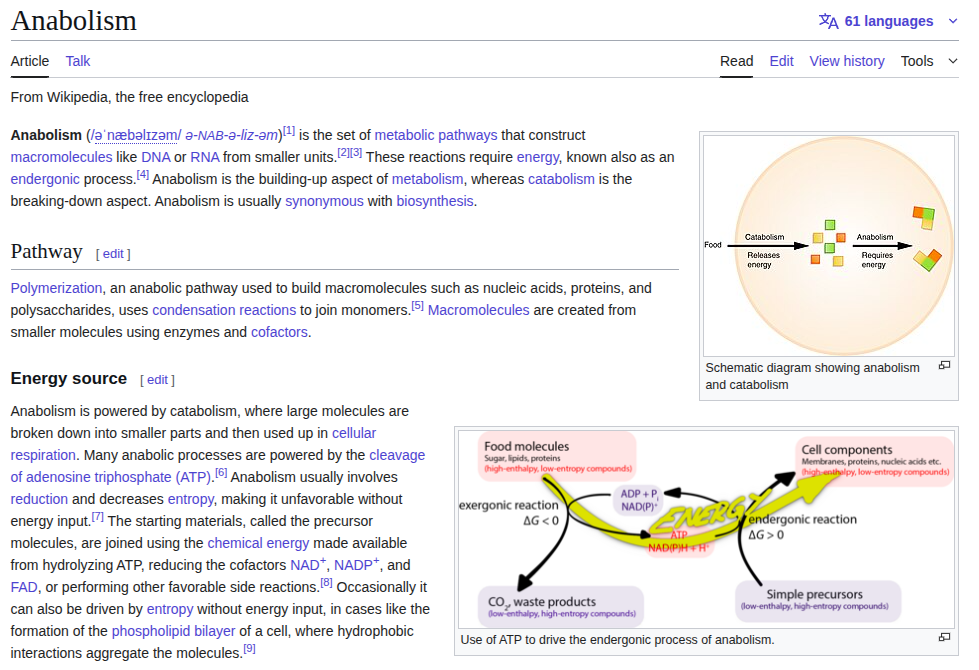 Anabolism
61 languages
Article Talk
Read Edit View history Tools
From Wikipedia, the free encyclopedia
Anabolism (/əˈnæbəlɪzəm/ ə-NAB-ə-liz-əm)[1] is the set of metabolic pathways that construct
macromolecules like DNA or RNA from smaller units.[2][3] These reactions require energy, known also as an
endergonic process.[4] Anabolism is the building-up aspect of metabolism, whereas catabolism is the
breaking-down aspect. Anabolism is usually synonymous with biosynthesis.
Food
Catabolism
Releases
energy
Anabolism
Requires
energy
Schematic diagram showing anabolism
and catabolism
Pathway [ edit ]
Polymerization, an anabolic pathway used to build macromolecules such as nucleic acids, proteins, and
polysaccharides, uses condensation reactions to join monomers.[5] Macromolecules are created from
smaller molecules using enzymes and cofactors.
Energy source [ edit ]
Anabolism is powered by catabolism, where large molecules are
broken down into smaller parts and then used up in cellular
respiration. Many anabolic processes are powered by the cleavage
of adenosine triphosphate (ATP).[6] Anabolism usually involves
reduction and decreases entropy, making it unfavorable without
energy input.[7] The starting materials, called the precursor
molecules, are joined using the chemical energy made available
from hydrolyzing ATP, reducing the cofactors NAD+, NADP+, and
FAD, or performing other favorable side reactions.[8] Occasionally it
can also be driven by entropy without energy input, in cases like the
formation of the phospholipid bilayer of a cell, where hydrophobic
interactions aggregate the molecules.[9]
Food molecules
Sugar, lipids, proteins
(high-enthalpy, low-entropy compounds)
Cell components
Membranes, proteins, nucleic acids etc.
(high-enthalpy, low-entropy compounds)
exergonic reaction
ΔG < 0
ADP + Pi
NAD(P)+
ENERGY
ATP
NAD(P)H + H+
endergonic reaction
ΔG > 0
CO2, waste products
(low-enthalpy, high-entropy compounds)
Simple precursors
(low-enthalpy, high-entropy compounds)
Use of ATP to drive the endergonic process of anabolism.